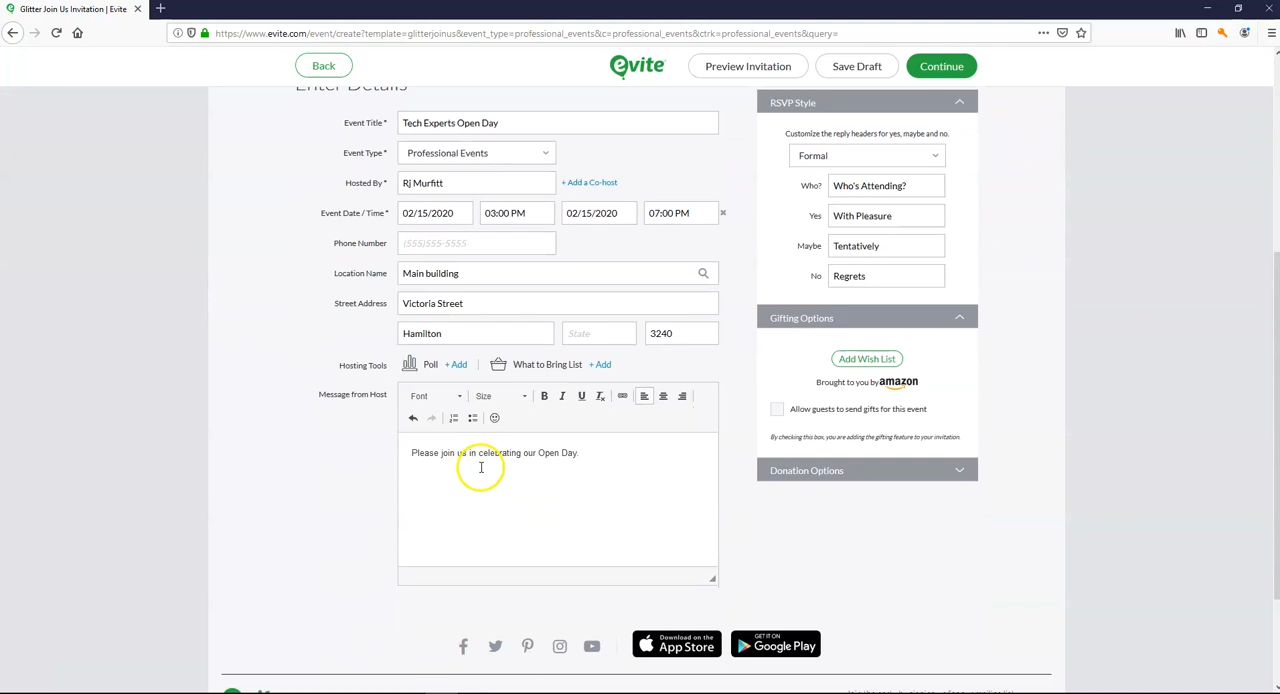 Glitter Join Us Invitation | Evite
https://www.evite.com/event/create?template=glitterjoinus&event_type=professional_events&c=professional_events&ctrk=professional_events&query=
Back
evite
Preview Invitation
Save Draft
Continue
Enter Details
Event Title *
Tech Experts Open Day
Event Type *
Professional Events
Hosted By *
Rj Murfitt
+ Add a Co-host
Event Date / Time *
02/15/2020
03:00 PM
02/15/2020
07:00 PM
Phone Number
(555)555-5555
Location Name
Main building
Street Address
Victoria Street
Hamilton
State
3240
Hosting Tools
Poll
+ Add
What to Bring List
+ Add
Message from Host
Font
Size
B I U Tx
Please join us in celebrating our Open Day.
RSVP Style
Customize the reply headers for yes, maybe and no.
Formal
Who?
Who's Attending?
Yes
With Pleasure
Maybe
Tentatively
No
Regrets
Gifting Options
Add Wish List
Brought to you by amazon
Allow guests to send gifts for this event
By checking this box, you are adding the gifting feature to your invitation.
Donation Options
Download on the
App Store
GET IT ON
Google Play